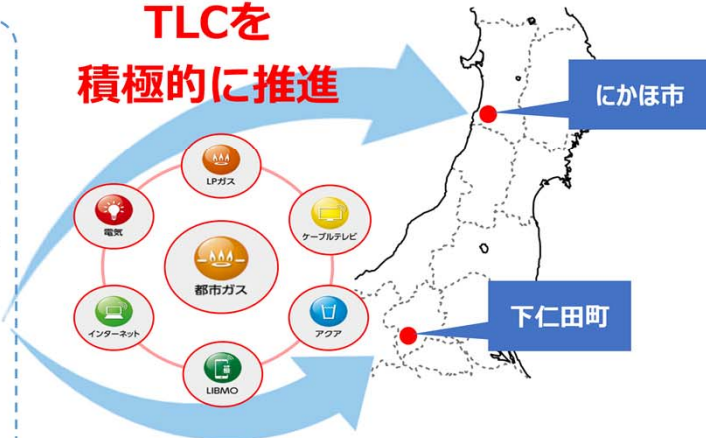 TLCを
積極的に推進
にかほ市
LPガス
電気
ケーブルテレビ
都市ガス
インターネット
アクア
下仁田町
LIBMO